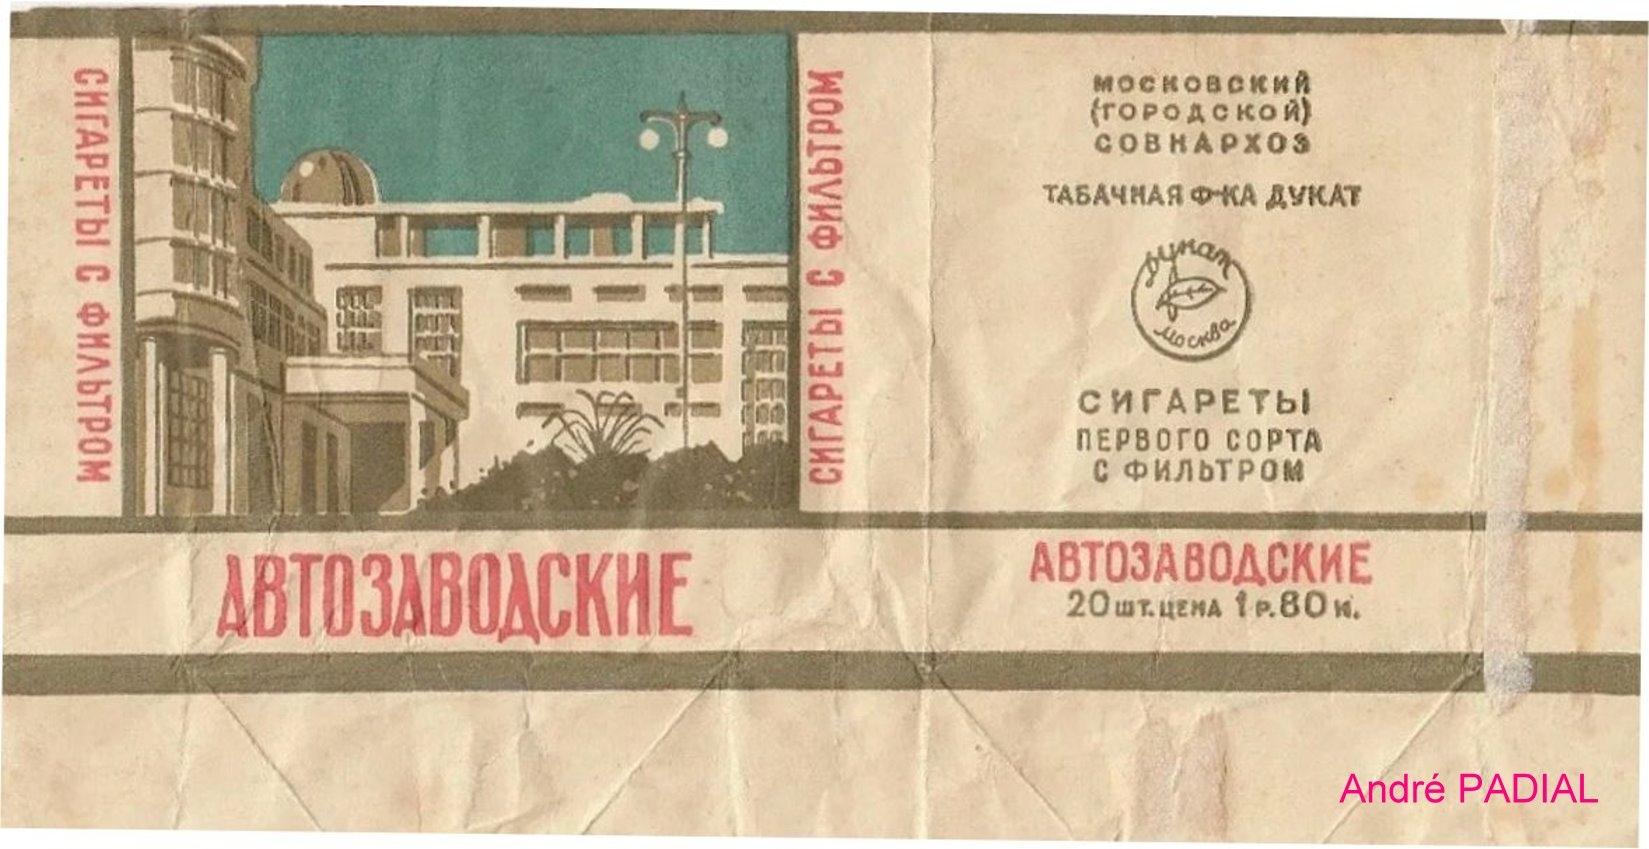 СИГАРЕТЫ С ФИЛЬТРОМ
СИГАРЕТЫ С ФИЛЬТРОМ
АВТОЗАВОДСКИЕ
МОСКОВСКИЙ
(ГОРОДСКОЙ)
СОВНАРХОЗ
ТАБАЧНАЯ Ф-КА ДУКАТ
Дукат
Москва
СИГАРЕТЫ
ПЕРВОГО СОРТА
С ФИЛЬТРОМ
АВТОЗАВОДСКИЕ
20 ШТ. ЦЕНА 1 Р. 80 К.
André PADIAL